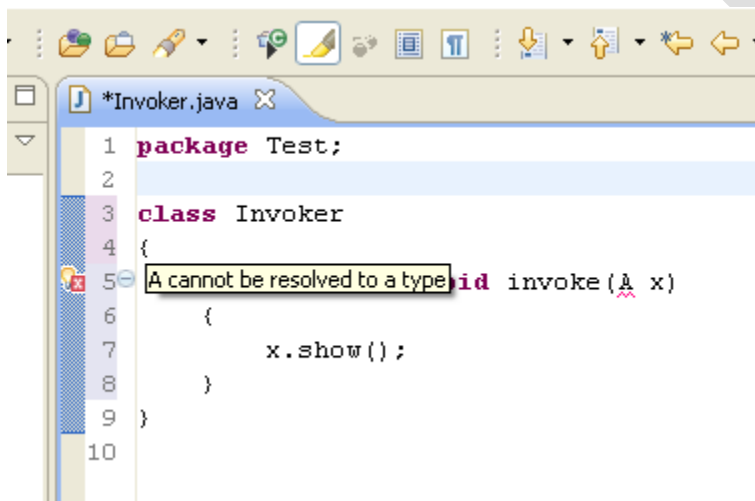 *Invoker.java
1 package Test;
2
3 class Invoker
4 {
5 A cannot be resolved to a type id invoke(A x)
6 {
7 x.show();
8 }
9 }
10